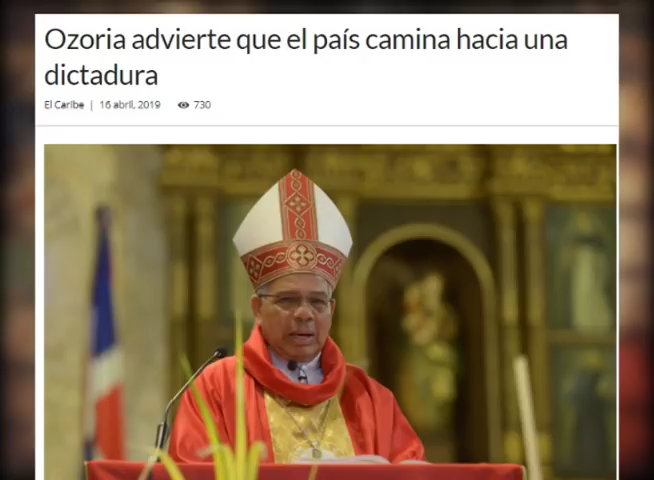 Ozoria advierte que el país camina hacia una
dictadura
El Caribe | 16 abril, 2019 730